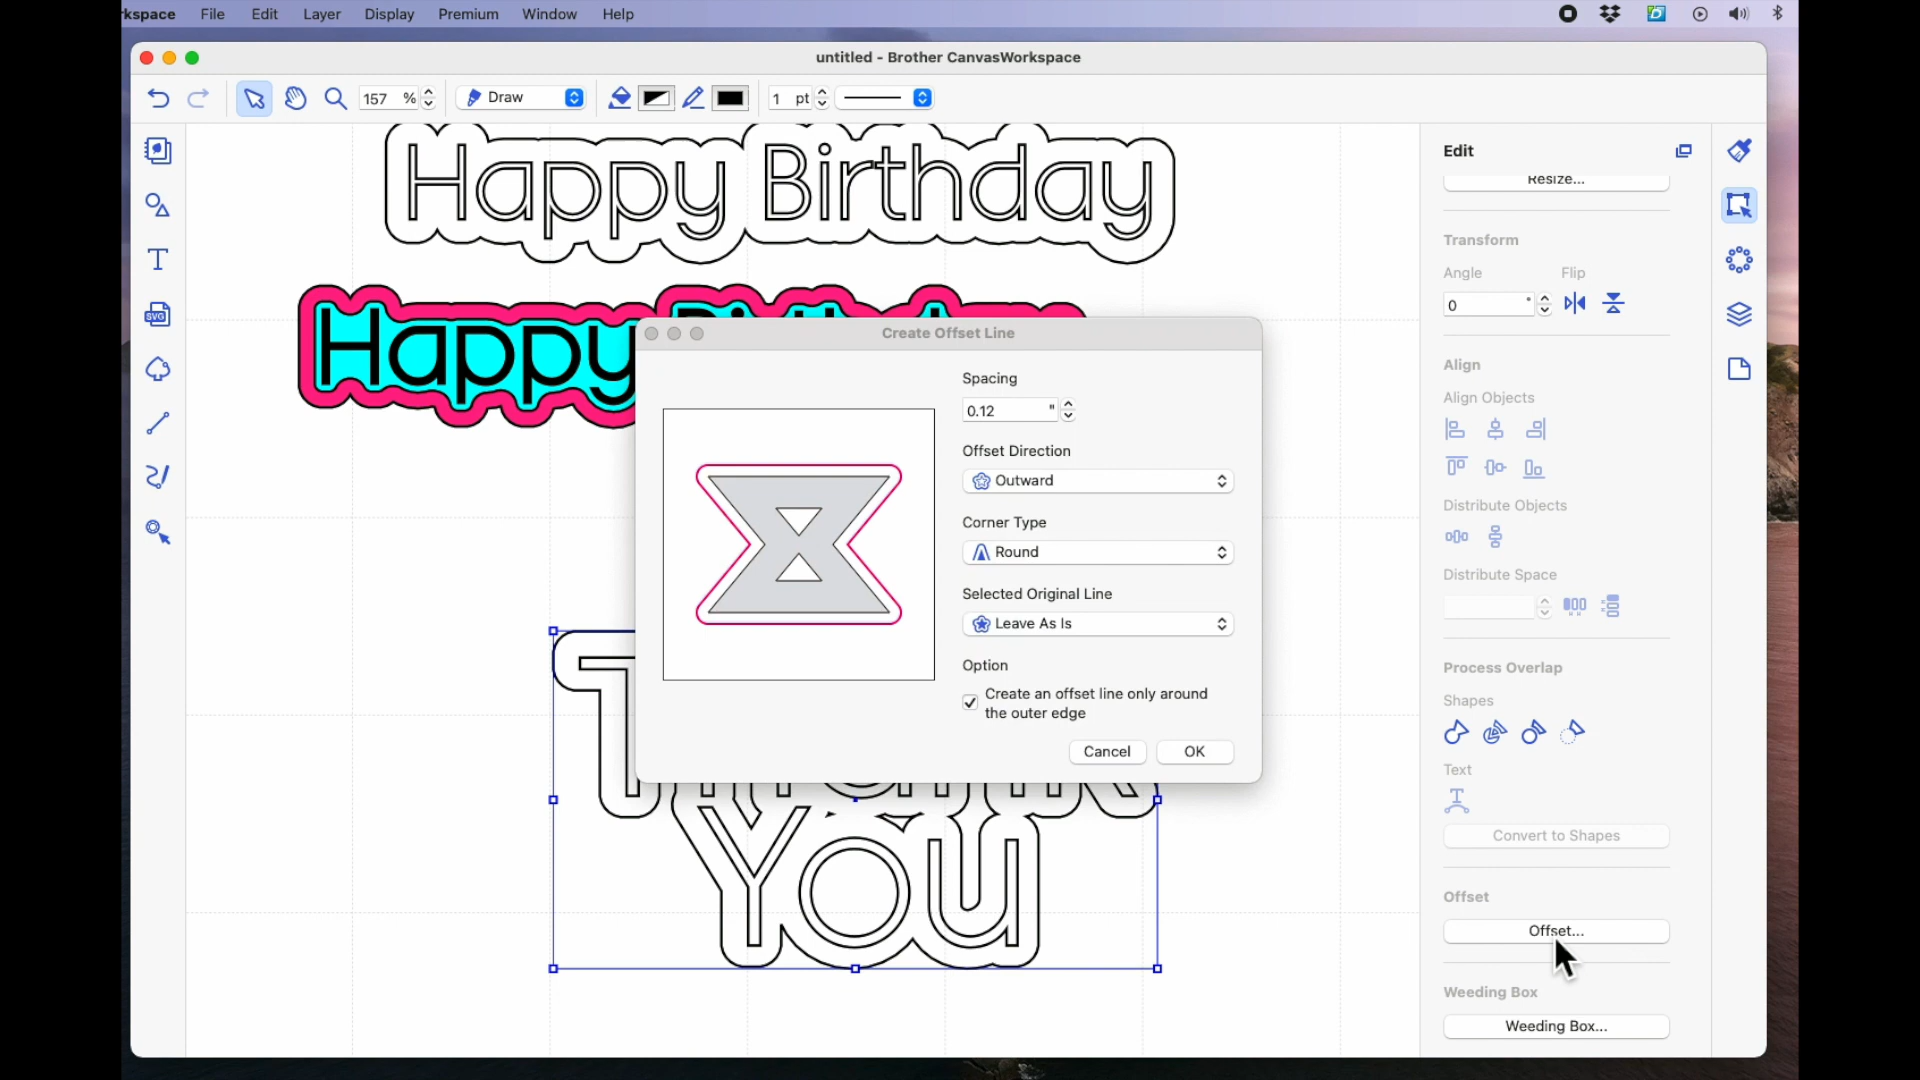 kspace File Edit Layer Display Premium Window Help
untitled - Brother CanvasWorkspace
157 % Draw 1 pt
Happy Birthday
Happy
Edit
Resize...
Transform
Angle Flip
0 °
Align
Align Objects
Distribute Objects
Distribute Space
Process Overlap
Shapes
Text
Convert to Shapes
Offset
Offset...
Weeding Box
Weeding Box...
SVG
Create Offset Line
Spacing
0.12 "
Offset Direction
Outward
Corner Type
Round
Selected Original Line
Leave As Is
Option
Create an offset line only around
the outer edge
Cancel OK
YOU